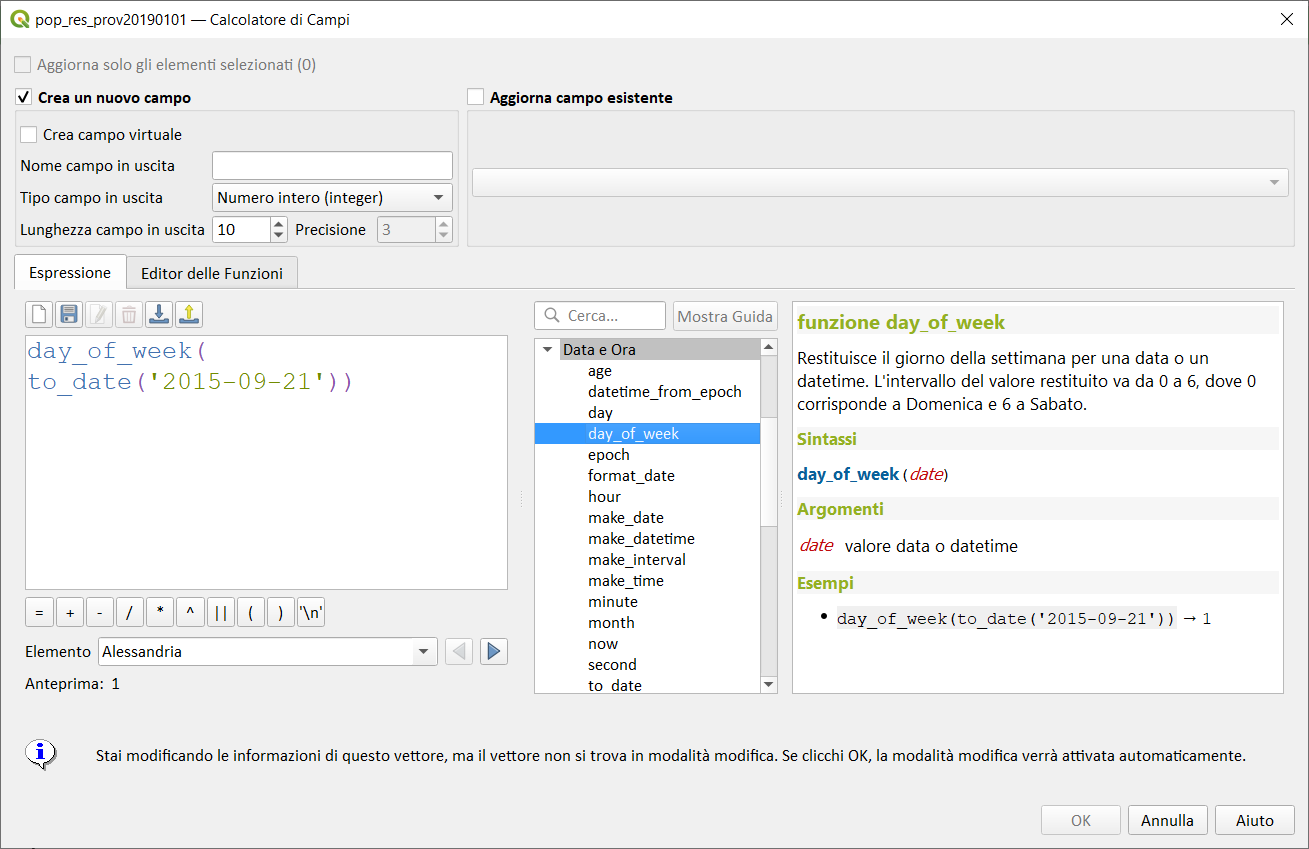 pop_res_prov20190101 — Calcolatore di Campi
Aggiorna solo gli elementi selezionati (0)
Crea un nuovo campo
Aggiorna campo esistente
Crea campo virtuale
Nome campo in uscita
Tipo campo in uscita
Numero intero (integer)
Lunghezza campo in uscita
10
Precisione
3
Espressione
Editor delle Funzioni
day_of_week(
to_date('2015-09-21'))
= + - / * ^ || ( ) '\n'
Elemento
Alessandria
Anteprima: 1
Cerca...
Mostra Guida
Data e Ora
age
datetime_from_epoch
day
day_of_week
epoch
format_date
hour
make_date
make_datetime
make_interval
make_time
minute
month
now
second
to_date
funzione day_of_week
Restituisce il giorno della settimana per una data o un
datetime. L'intervallo del valore restituito va da 0 a 6, dove 0
corrisponde a Domenica e 6 a Sabato.
Sintassi
day_of_week(date)
Argomenti
date valore data o datetime
Esempi
• day_of_week(to_date('2015-09-21')) → 1
Stai modificando le informazioni di questo vettore, ma il vettore non si trova in modalità modifica. Se clicchi OK, la modalità modifica verrà attivata automaticamente.
OK
Annulla
Aiuto